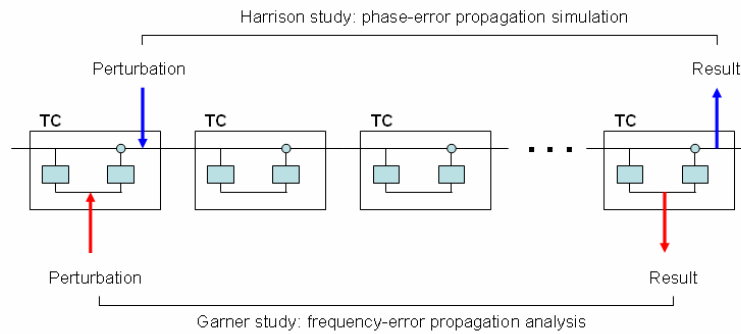 Harrison study: phase-error propagation simulation
Perturbation
Result
TC
TC
TC
TC
Perturbation
Result
Garner study: frequency-error propagation analysis